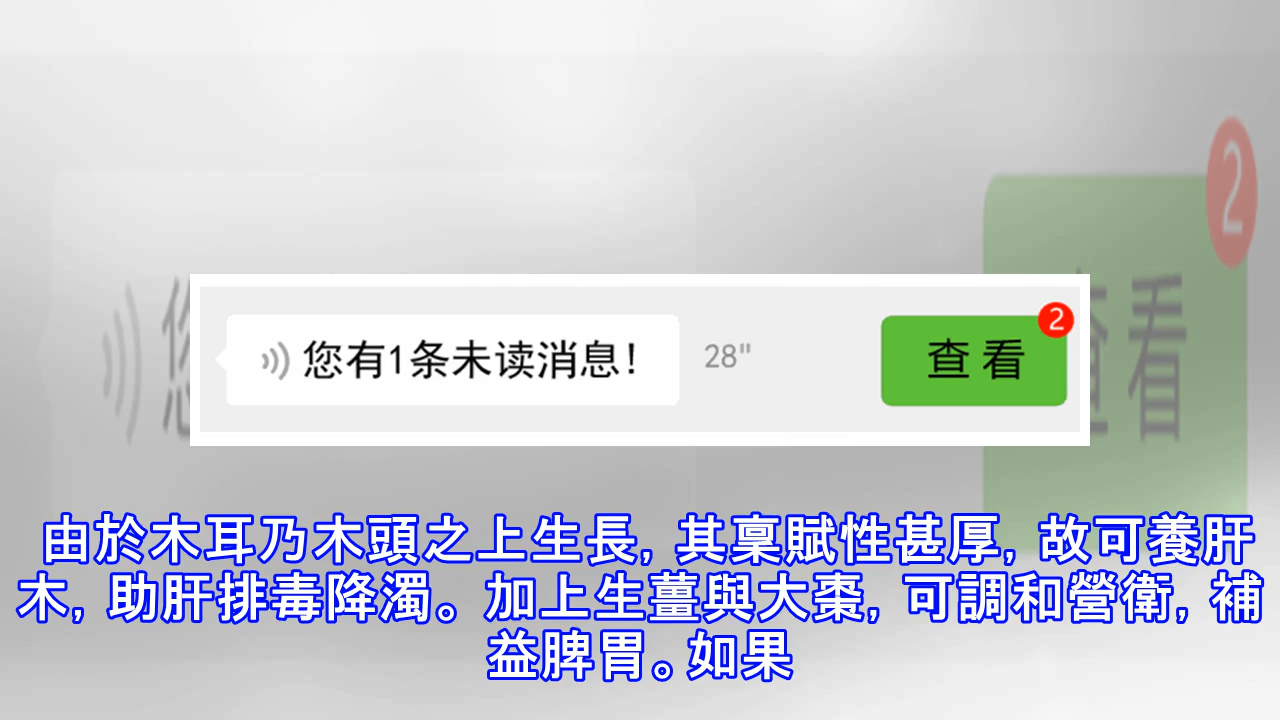 您有1条未读消息！
28"
查看
2
由於木耳乃木頭之上生長，其稟賦性甚厚，故可養肝
木，助肝排毒降濁。加上生薑與大棗，可調和營衛，補
益脾胃。如果